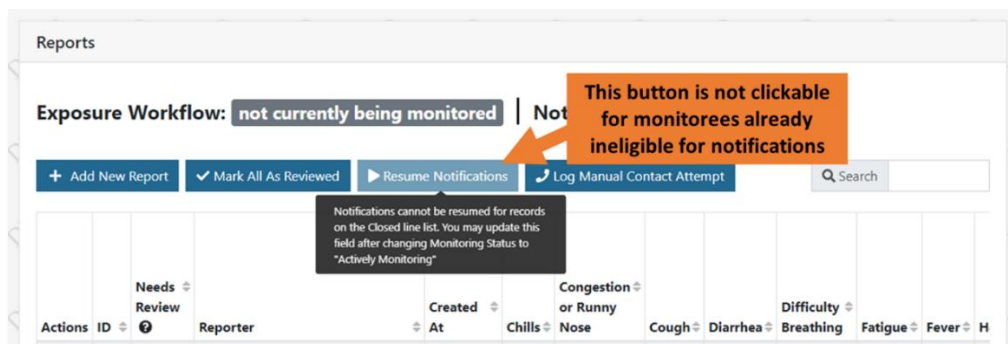 Reports
Exposure Workflow: not currently being monitored
This button is not clickable
for monitorees already
ineligible for notifications
+ Add New Report
Mark All As Reviewed
Resume Notifications
Log Manual Contact Attempt
Search
Notifications cannot be resumed for records
on the Closed line list. You may update this
field after changing Monitoring Status to
"Actively Monitoring"
Actions
ID
Needs
Review
Reporter
Created
At
Chills
Congestion
or Runny
Nose
Cough
Diarrhea
Difficulty
Breathing
Fatigue
Fever